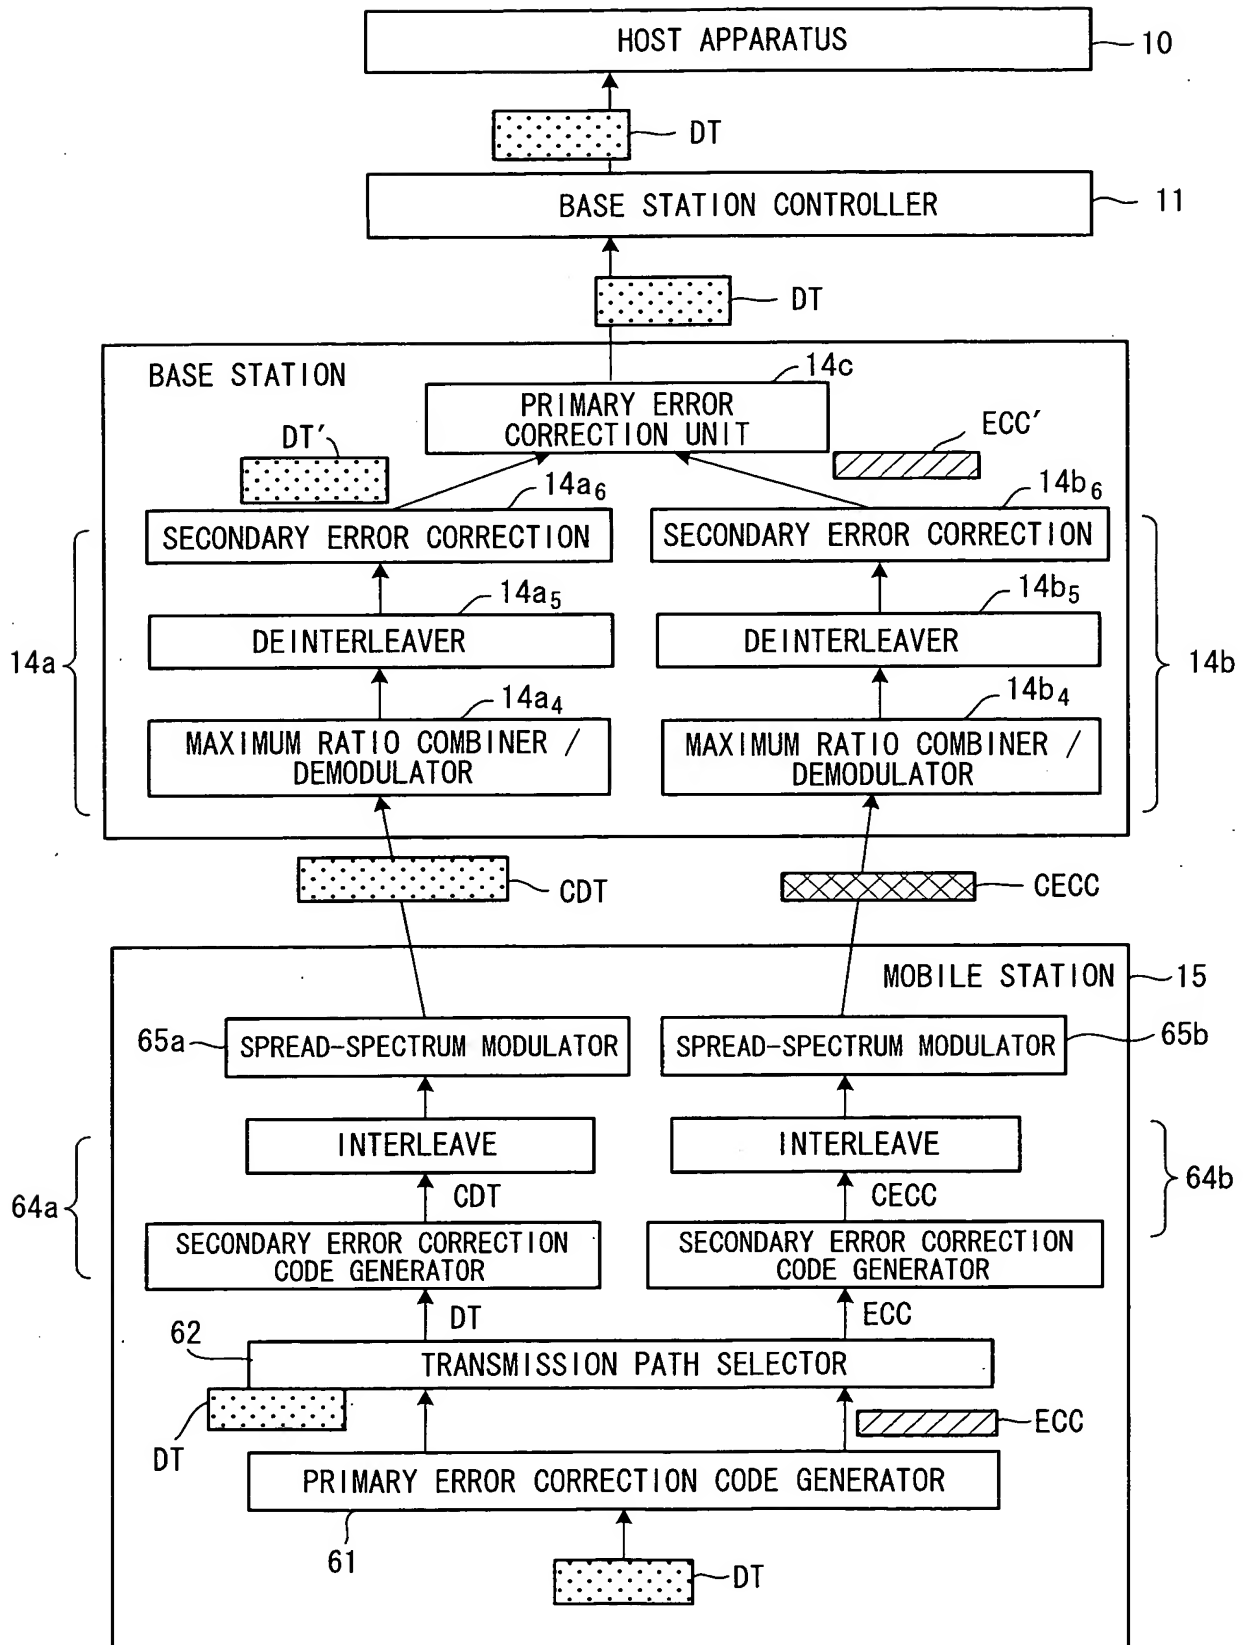 HOST APPARATUS
10
DT
BASE STATION CONTROLLER
11
DT
BASE STATION
14c
PRIMARY ERROR
CORRECTION UNIT
DT'
ECC'
14a6
14b6
SECONDARY ERROR CORRECTION
SECONDARY ERROR CORRECTION
14a5
14b5
DEINTERLEAVER
DEINTERLEAVER
14a
14b
14a4
14b4
MAXIMUM RATIO COMBINER /
DEMODULATOR
MAXIMUM RATIO COMBINER /
DEMODULATOR
CDT
CECC
MOBILE STATION
15
65a
SPREAD-SPECTRUM MODULATOR
SPREAD-SPECTRUM MODULATOR
65b
INTERLEAVE
INTERLEAVE
64a
64b
CDT
CECC
SECONDARY ERROR CORRECTION
CODE GENERATOR
SECONDARY ERROR CORRECTION
CODE GENERATOR
DT
ECC
62
TRANSMISSION PATH SELECTOR
DT
ECC
PRIMARY ERROR CORRECTION CODE GENERATOR
61
DT